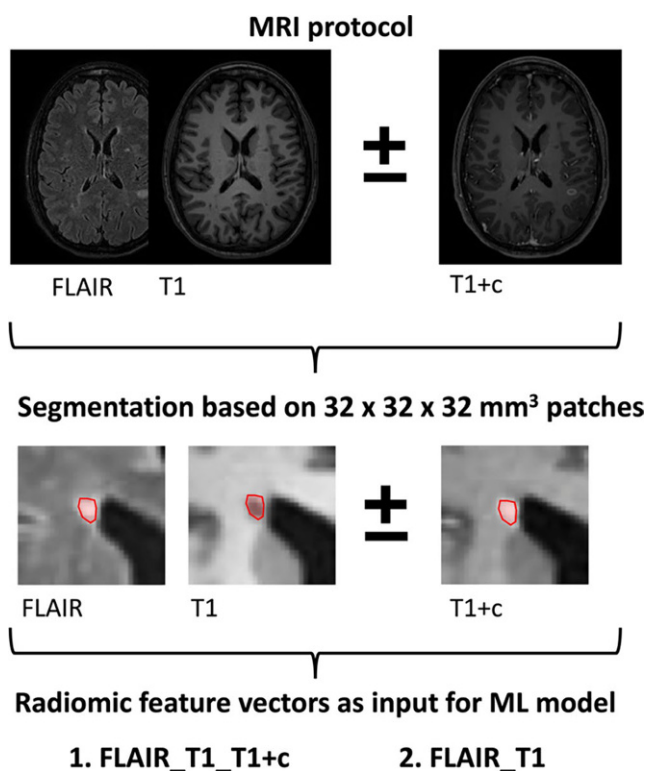 MRI protocol
±
FLAIR T1 T1+c
Segmentation based on 32 x 32 x 32 mm³ patches
±
FLAIR T1 T1+c
Radiomic feature vectors as input for ML model
1. FLAIR_T1_T1+c 2. FLAIR_T1